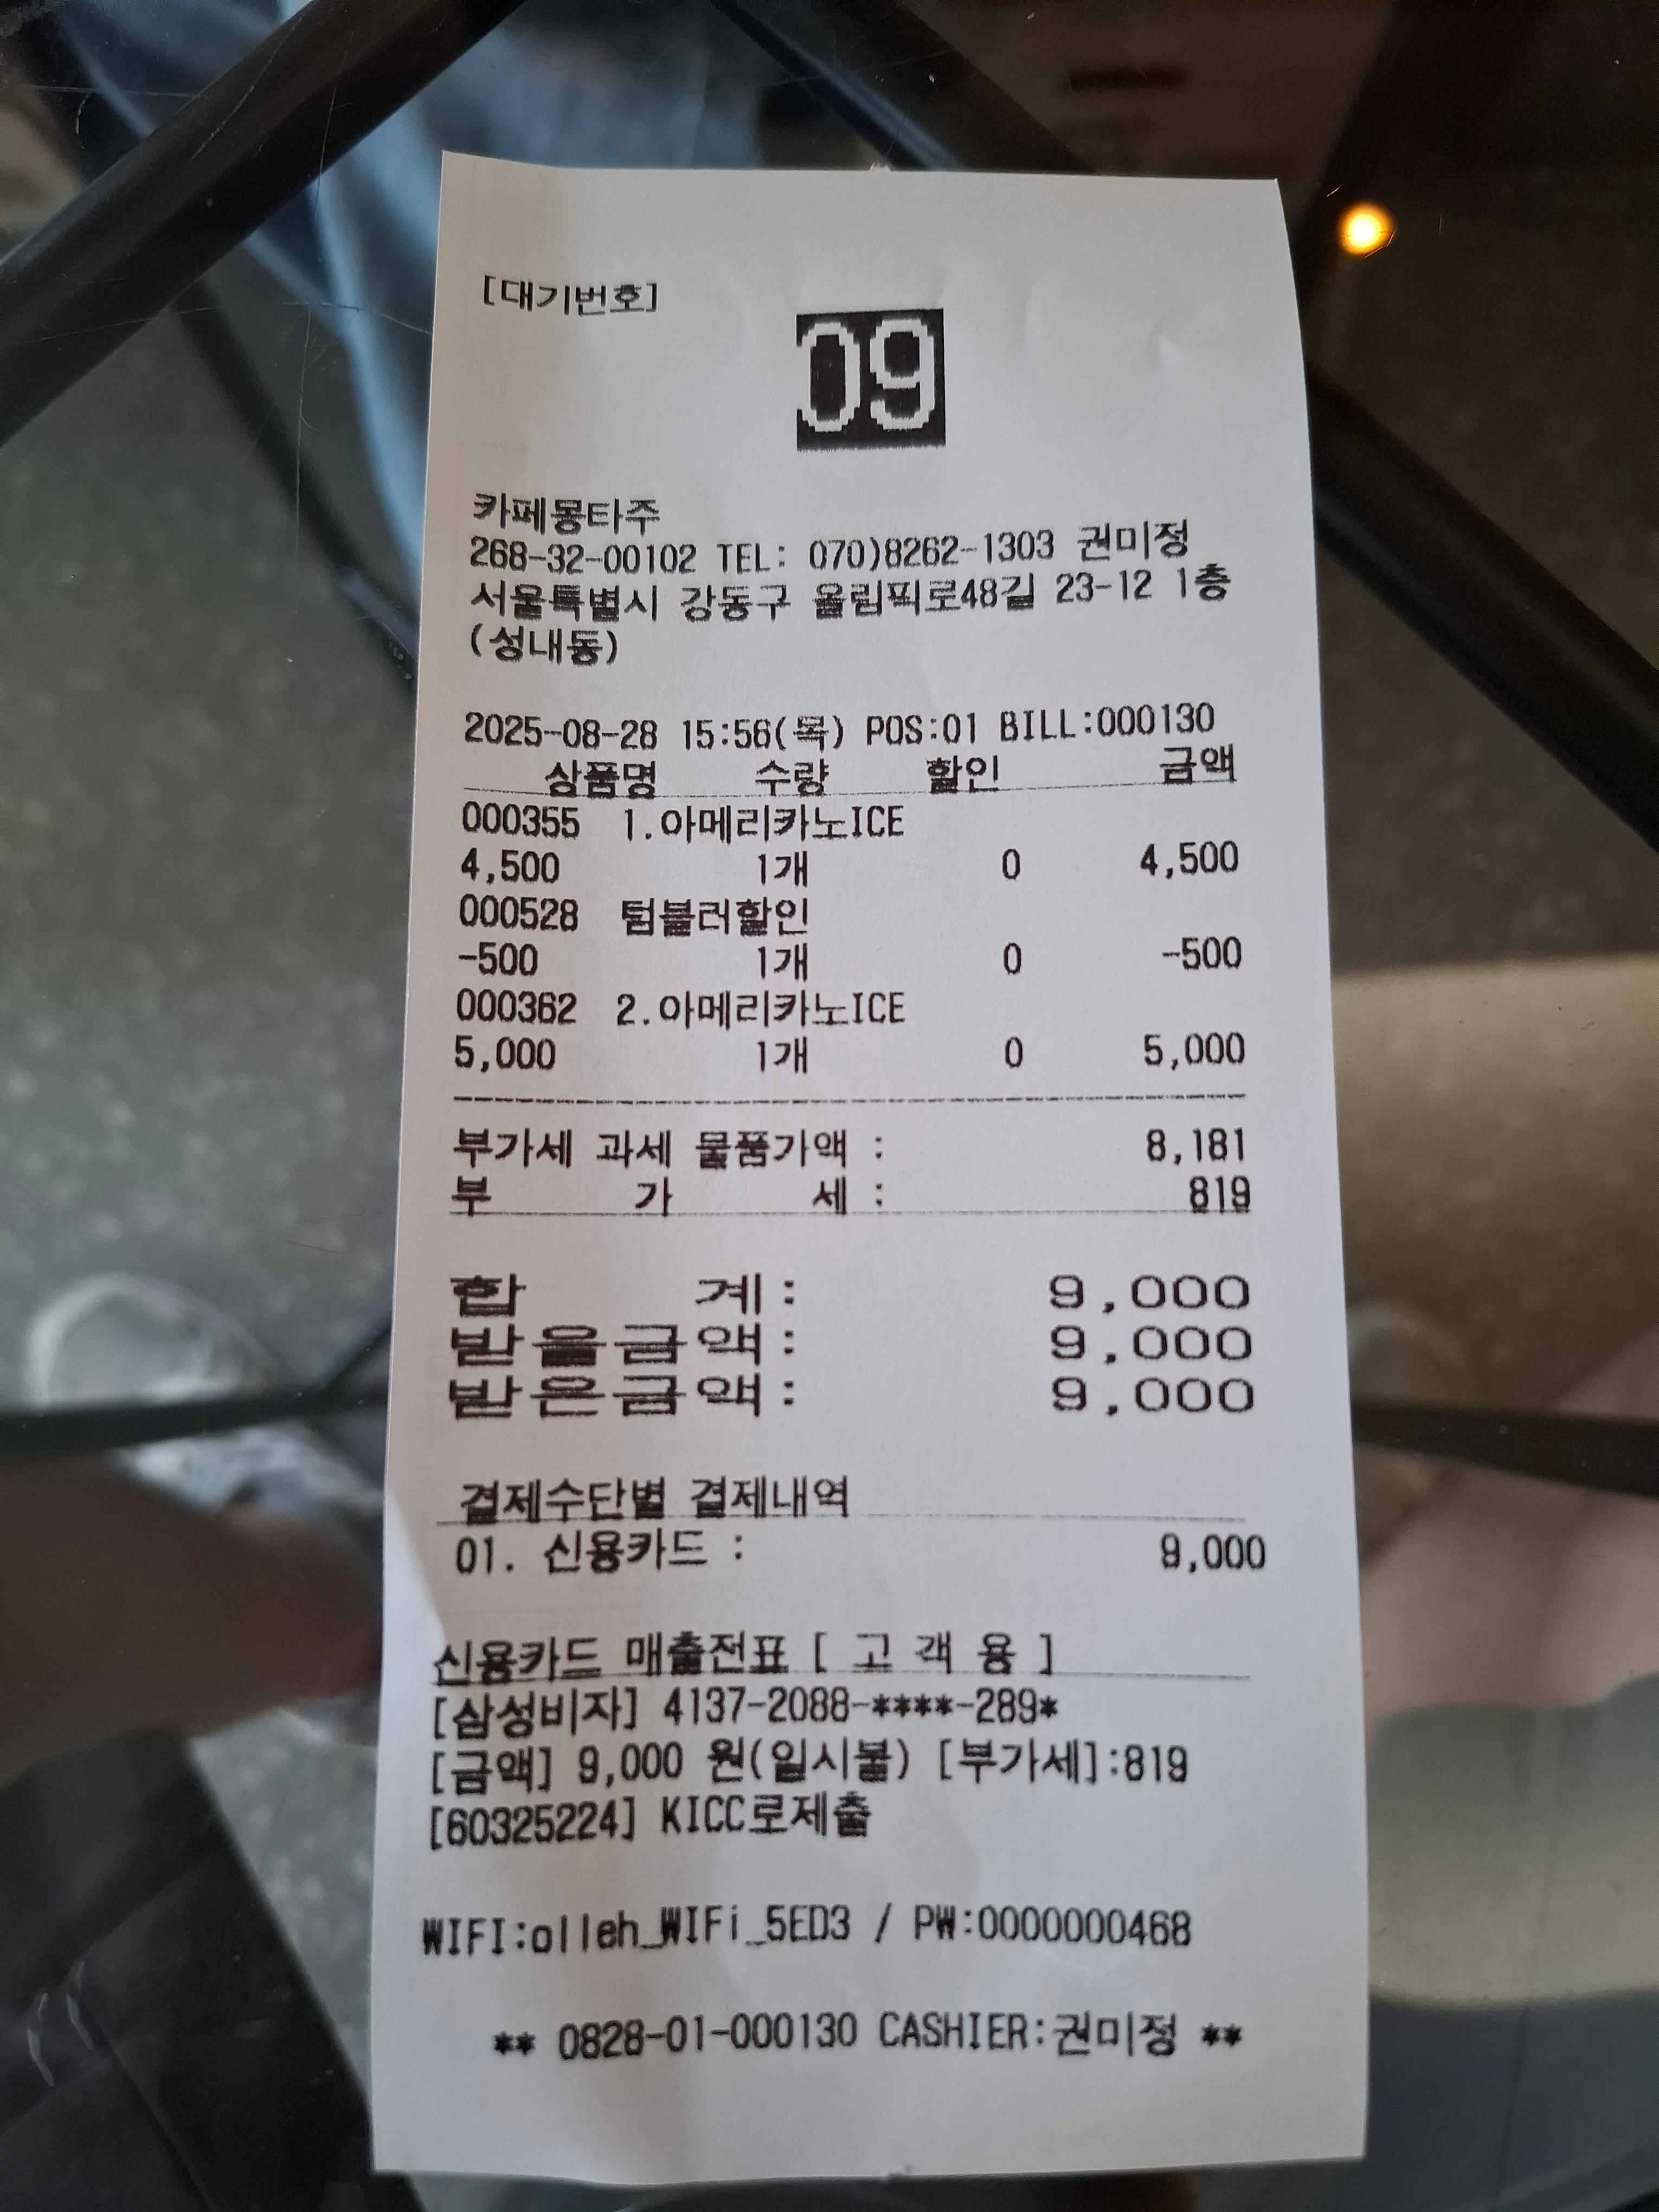 [대기번호]
09
카페몽타주
268-32-00102 TEL: 070)8262-1303 권미정
서울특별시 강동구 올림픽로48길 23-12 1층
(성내동)
2025-08-28 15:56(목) POS:01 BILL:000130
상품명 수량 할인 금액
000355 1.아메리카노ICE
4,500 1개 0 4,500
000528 텀블러할인
-500 1개 0 -500
000362 2.아메리카노ICE
5,000 1개 0 5,000
부가세 과세 물품가액 : 8,181
부 가 세 : 819
합 계: 9,000
받을금액: 9,000
받은금액: 9,000
결제수단별 결제내역
01. 신용카드 : 9,000
신용카드 매출전표 [ 고 객 용 ]
[삼성비자] 4137-2088-****-289*
[금액] 9,000 원(일시불) [부가세]:819
[60325224] KICC로제출
WIFI:olleh_WIFi_5ED3 / PW:0000000468
** 0828-01-000130 CASHIER:권미정 **